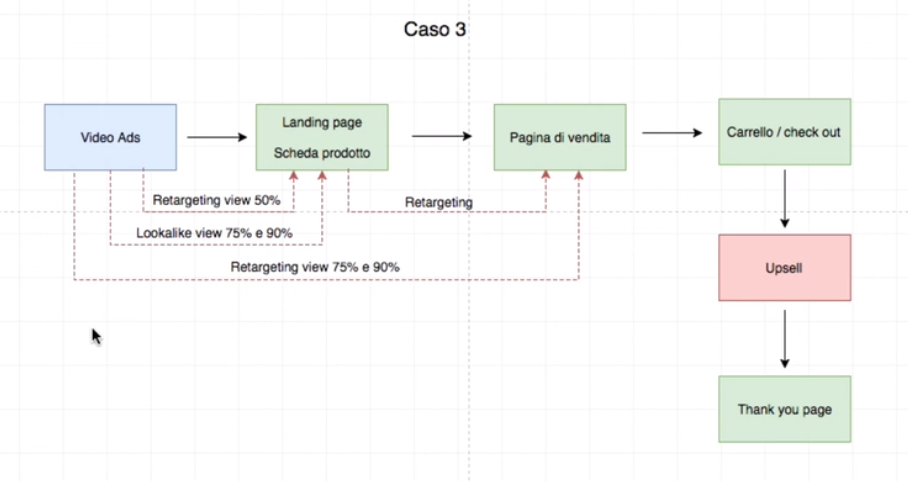 Caso 3
Video Ads
Landing page
Scheda prodotto
Pagina di vendita
Carrello / check out
Retargeting view 50%
Retargeting
Lookalike view 75% e 90%
Retargeting view 75% e 90%
Upsell
Thank you page